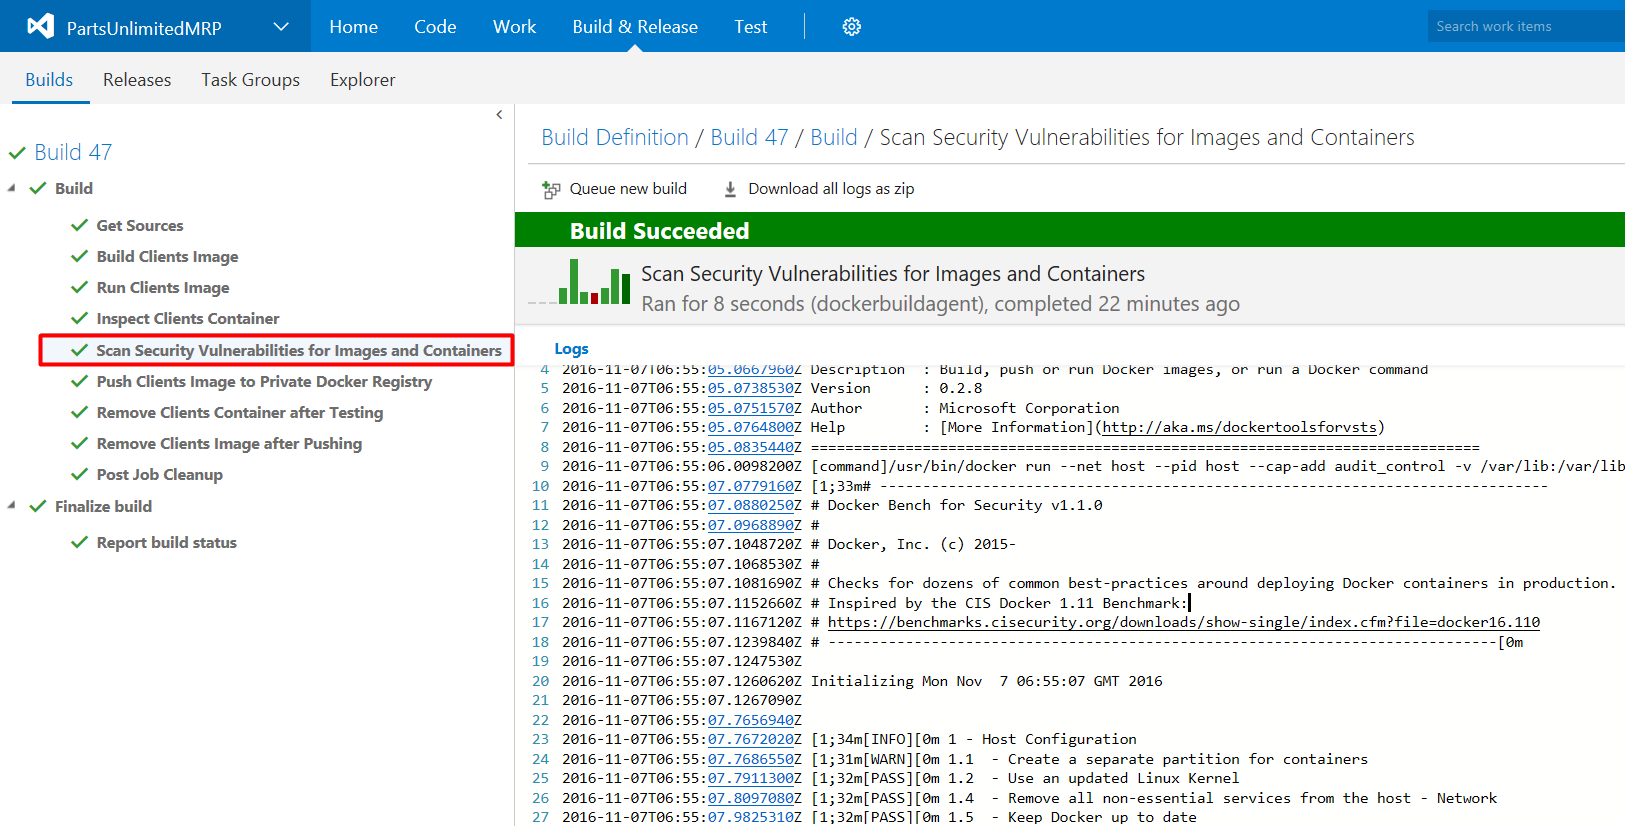 PartsUnlimitedMRP Home Code Work Build & Release Test Search work items
Builds Releases Task Groups Explorer
Build 47
Build
Get Sources
Build Clients Image
Run Clients Image
Inspect Clients Container
Scan Security Vulnerabilities for Images and Containers
Push Clients Image to Private Docker Registry
Remove Clients Container after Testing
Remove Clients Image after Pushing
Post Job Cleanup
Finalize build
Report build status
Build Definition / Build 47 / Build / Scan Security Vulnerabilities for Images and Containers
Queue new build Download all logs as zip
Build Succeeded
Scan Security Vulnerabilities for Images and Containers
Ran for 8 seconds (dockerbuildagent), completed 22 minutes ago
Logs
4 2016-11-07T06:55:05.0667960Z Description : Build, push or run Docker images, or run a Docker command
5 2016-11-07T06:55:05.0738530Z Version : 0.2.8
6 2016-11-07T06:55:05.0751570Z Author : Microsoft Corporation
7 2016-11-07T06:55:05.0764800Z Help : [More Information](http://aka.ms/dockertoolsforvsts)
8 2016-11-07T06:55:05.0835440Z ==============================================================================
9 2016-11-07T06:55:06.0098200Z [command]/usr/bin/docker run --net host --pid host --cap-add audit_control -v /var/lib:/var/lib
10 2016-11-07T06:55:07.0779160Z [1;33m# ------------------------------------------------------------------------------
11 2016-11-07T06:55:07.0880250Z # Docker Bench for Security v1.1.0
12 2016-11-07T06:55:07.0968890Z #
13 2016-11-07T06:55:07.1048720Z # Docker, Inc. (c) 2015-
14 2016-11-07T06:55:07.1068530Z #
15 2016-11-07T06:55:07.1081690Z # Checks for dozens of common best-practices around deploying Docker containers in production.
16 2016-11-07T06:55:07.1152660Z # Inspired by the CIS Docker 1.11 Benchmark:
17 2016-11-07T06:55:07.1167120Z # https://benchmarks.cisecurity.org/downloads/show-single/index.cfm?file=docker16.110
18 2016-11-07T06:55:07.1239840Z # ------------------------------------------------------------------------------[0m
19 2016-11-07T06:55:07.1247530Z
20 2016-11-07T06:55:07.1260620Z Initializing Mon Nov  7 06:55:07 GMT 2016
21 2016-11-07T06:55:07.1267090Z
22 2016-11-07T06:55:07.7656940Z
23 2016-11-07T06:55:07.7672020Z [1;34m[INFO][0m 1 - Host Configuration
24 2016-11-07T06:55:07.7686550Z [1;31m[WARN][0m 1.1  - Create a separate partition for containers
25 2016-11-07T06:55:07.7911300Z [1;32m[PASS][0m 1.2  - Use an updated Linux Kernel
26 2016-11-07T06:55:07.8097080Z [1;32m[PASS][0m 1.4  - Remove all non-essential services from the host - Network
27 2016-11-07T06:55:07.9825310Z [1;32m[PASS][0m 1.5  - Keep Docker up to date